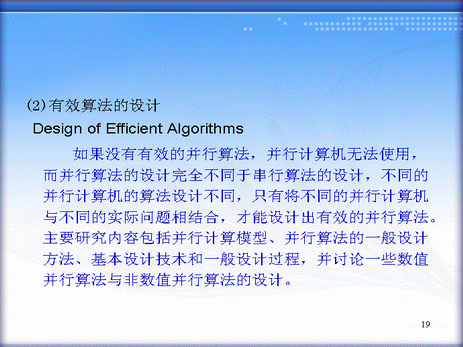 (2)有效算法的设计
Design of Efficient Algorithms
如果没有有效的并行算法，并行计算机无法使用，
而并行算法的设计完全不同于串行算法的设计，不同的
并行计算机的算法设计不同，只有将不同的并行计算机
与不同的实际问题相结合，才能设计出有效的并行算法。
主要研究内容包括并行计算模型、并行算法的一般设计
方法、基本设计技术和一般设计过程，并讨论一些数值
并行算法与非数值并行算法的设计。
19